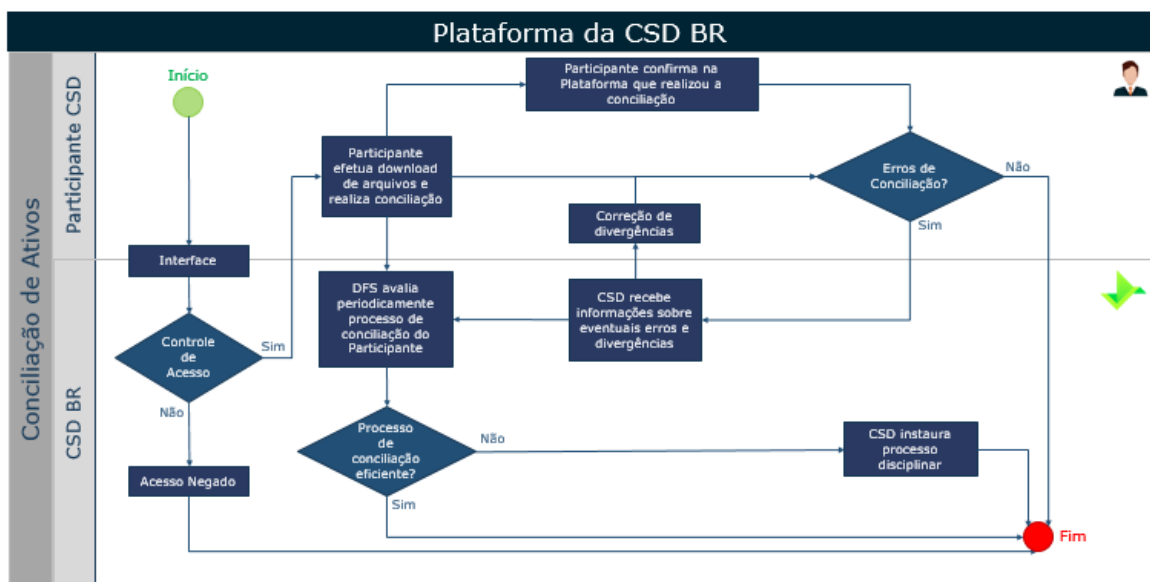 Plataforma da CSD BR
Conciliação de Ativos
Participante CSD
CSD BR
Início
Participante confirma na
Plataforma que realizou a
conciliação
Participante
efetua download
de arquivos e
realiza conciliação
Erros de
Conciliação?
Não
Sim
Correção de
divergências
Interface
DFS avalia
periodicamente
processo de
conciliação do
Participante
CSD recebe
informações sobre
eventuais erros e
divergências
Controle
de
Acesso
Sim
Não
Processo
de
conciliação
eficiente?
Não
Sim
CSD instaura
processo
disciplinar
Acesso Negado
Fim